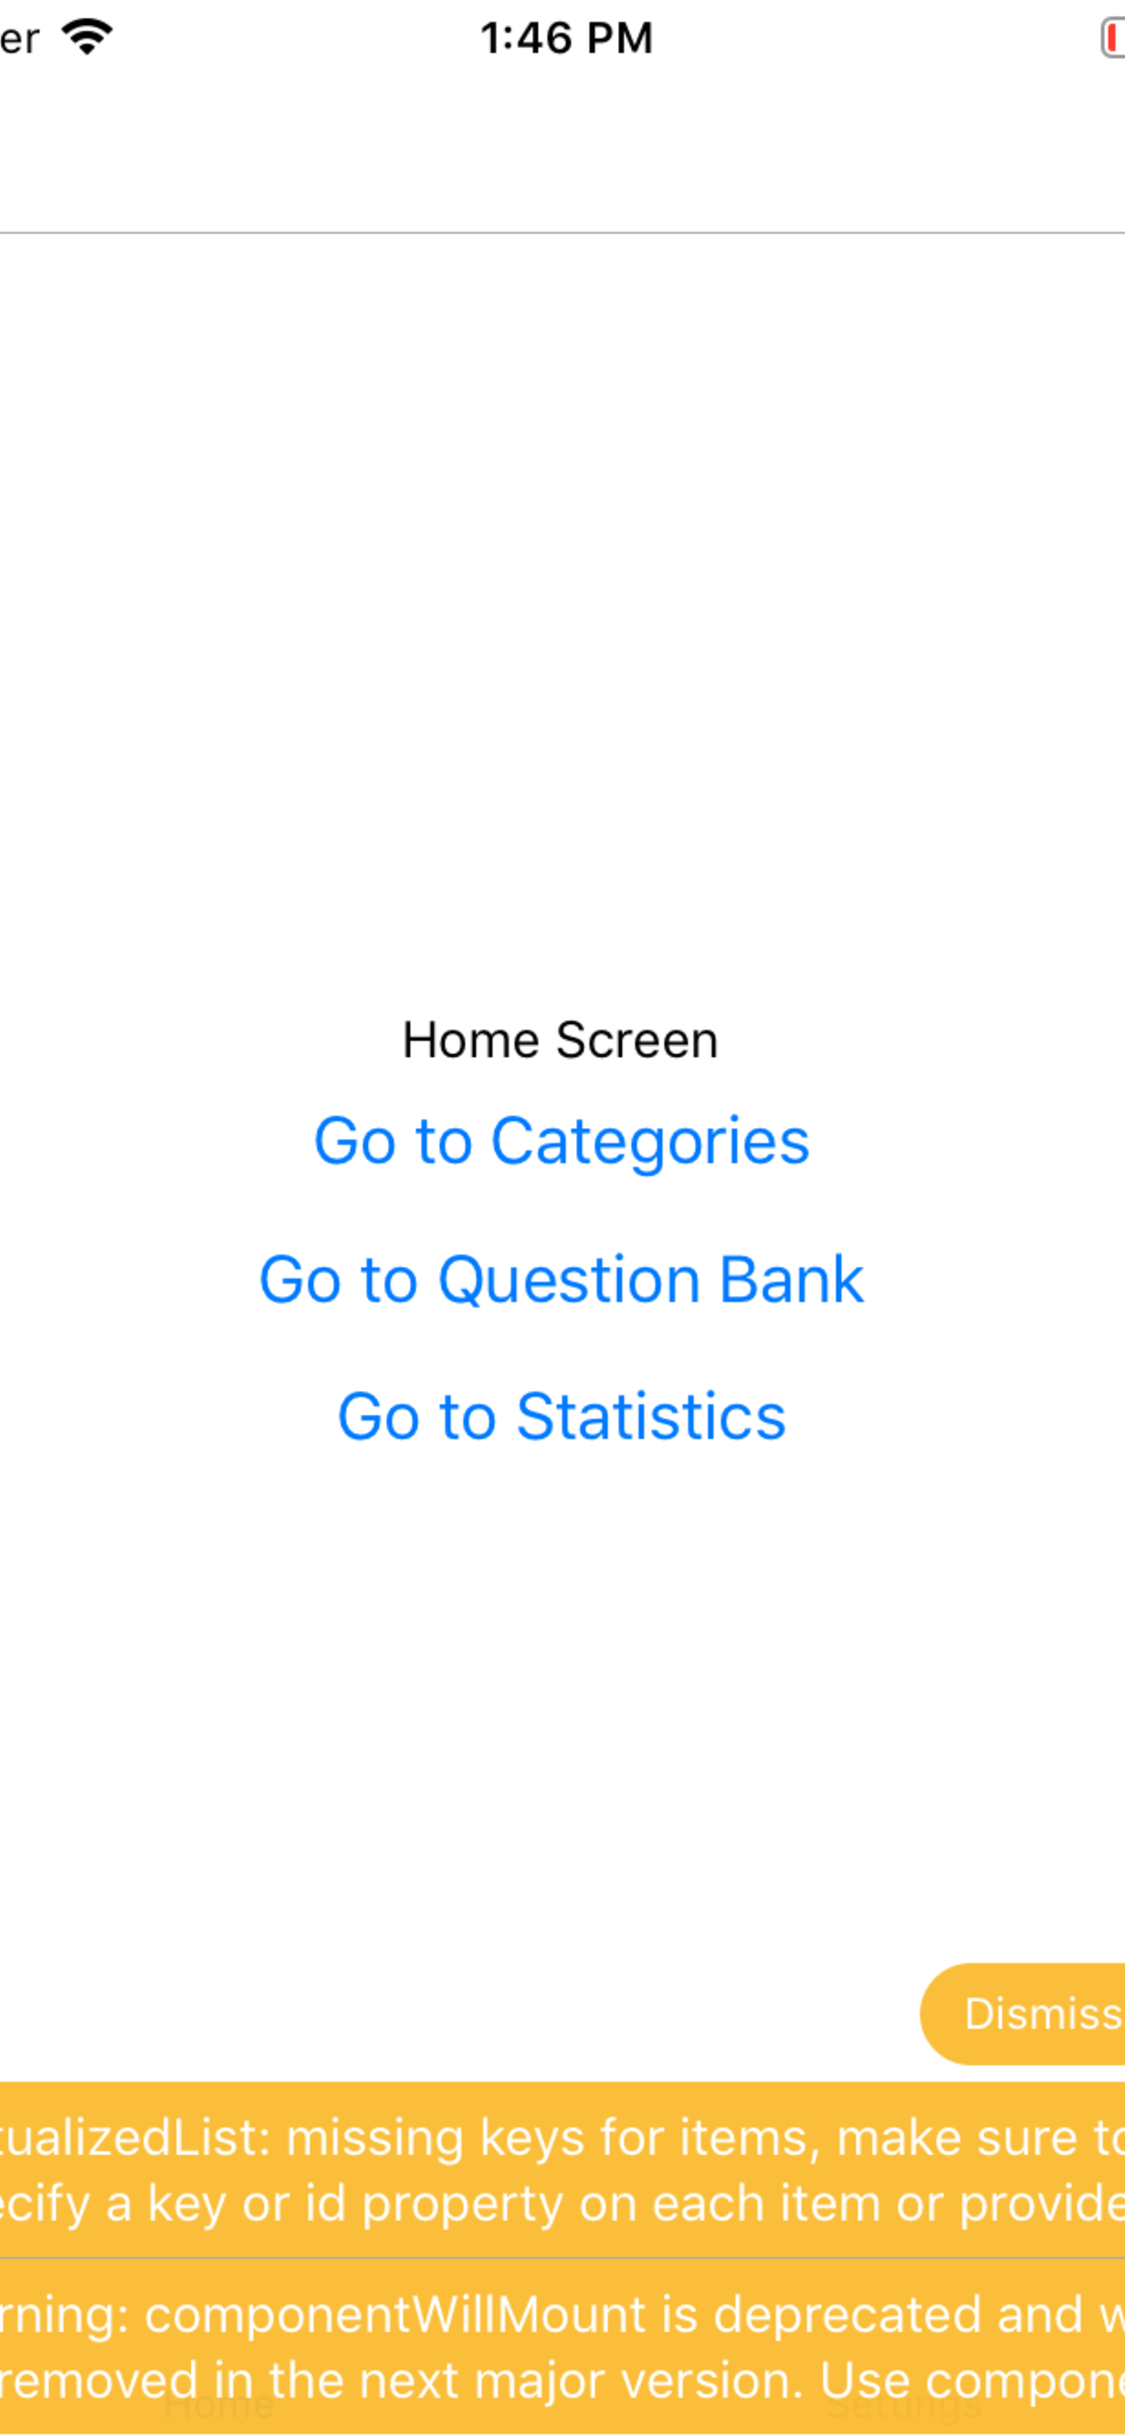 er 1:46 PM
Home Screen
Go to Categories
Go to Question Bank
Go to Statistics
Dismiss
tualizedList: missing keys for items, make sure to
ecify a key or id property on each item or provide
rning: componentWillMount is deprecated and w
removed in the next major version. Use compone
Home Settings